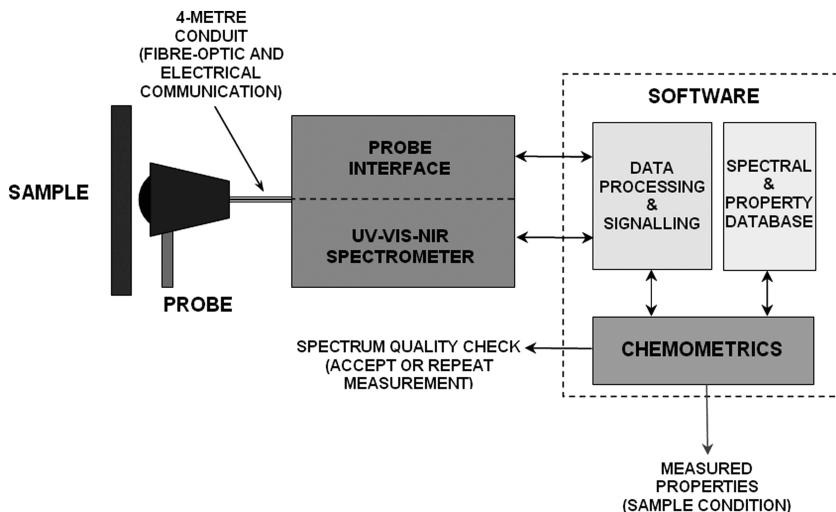 4-METRE
CONDUIT
(FIBRE-OPTIC AND
ELECTRICAL
COMMUNICATION)
SAMPLE
PROBE
PROBE
INTERFACE
UV-VIS-NIR
SPECTROMETER
SOFTWARE
DATA
PROCESSING
&
SIGNALLING
SPECTRAL
&
PROPERTY
DATABASE
CHEMOMETRICS
SPECTRUM QUALITY CHECK
(ACCEPT OR REPEAT
MEASUREMENT)
MEASURED
PROPERTIES
(SAMPLE CONDITION)